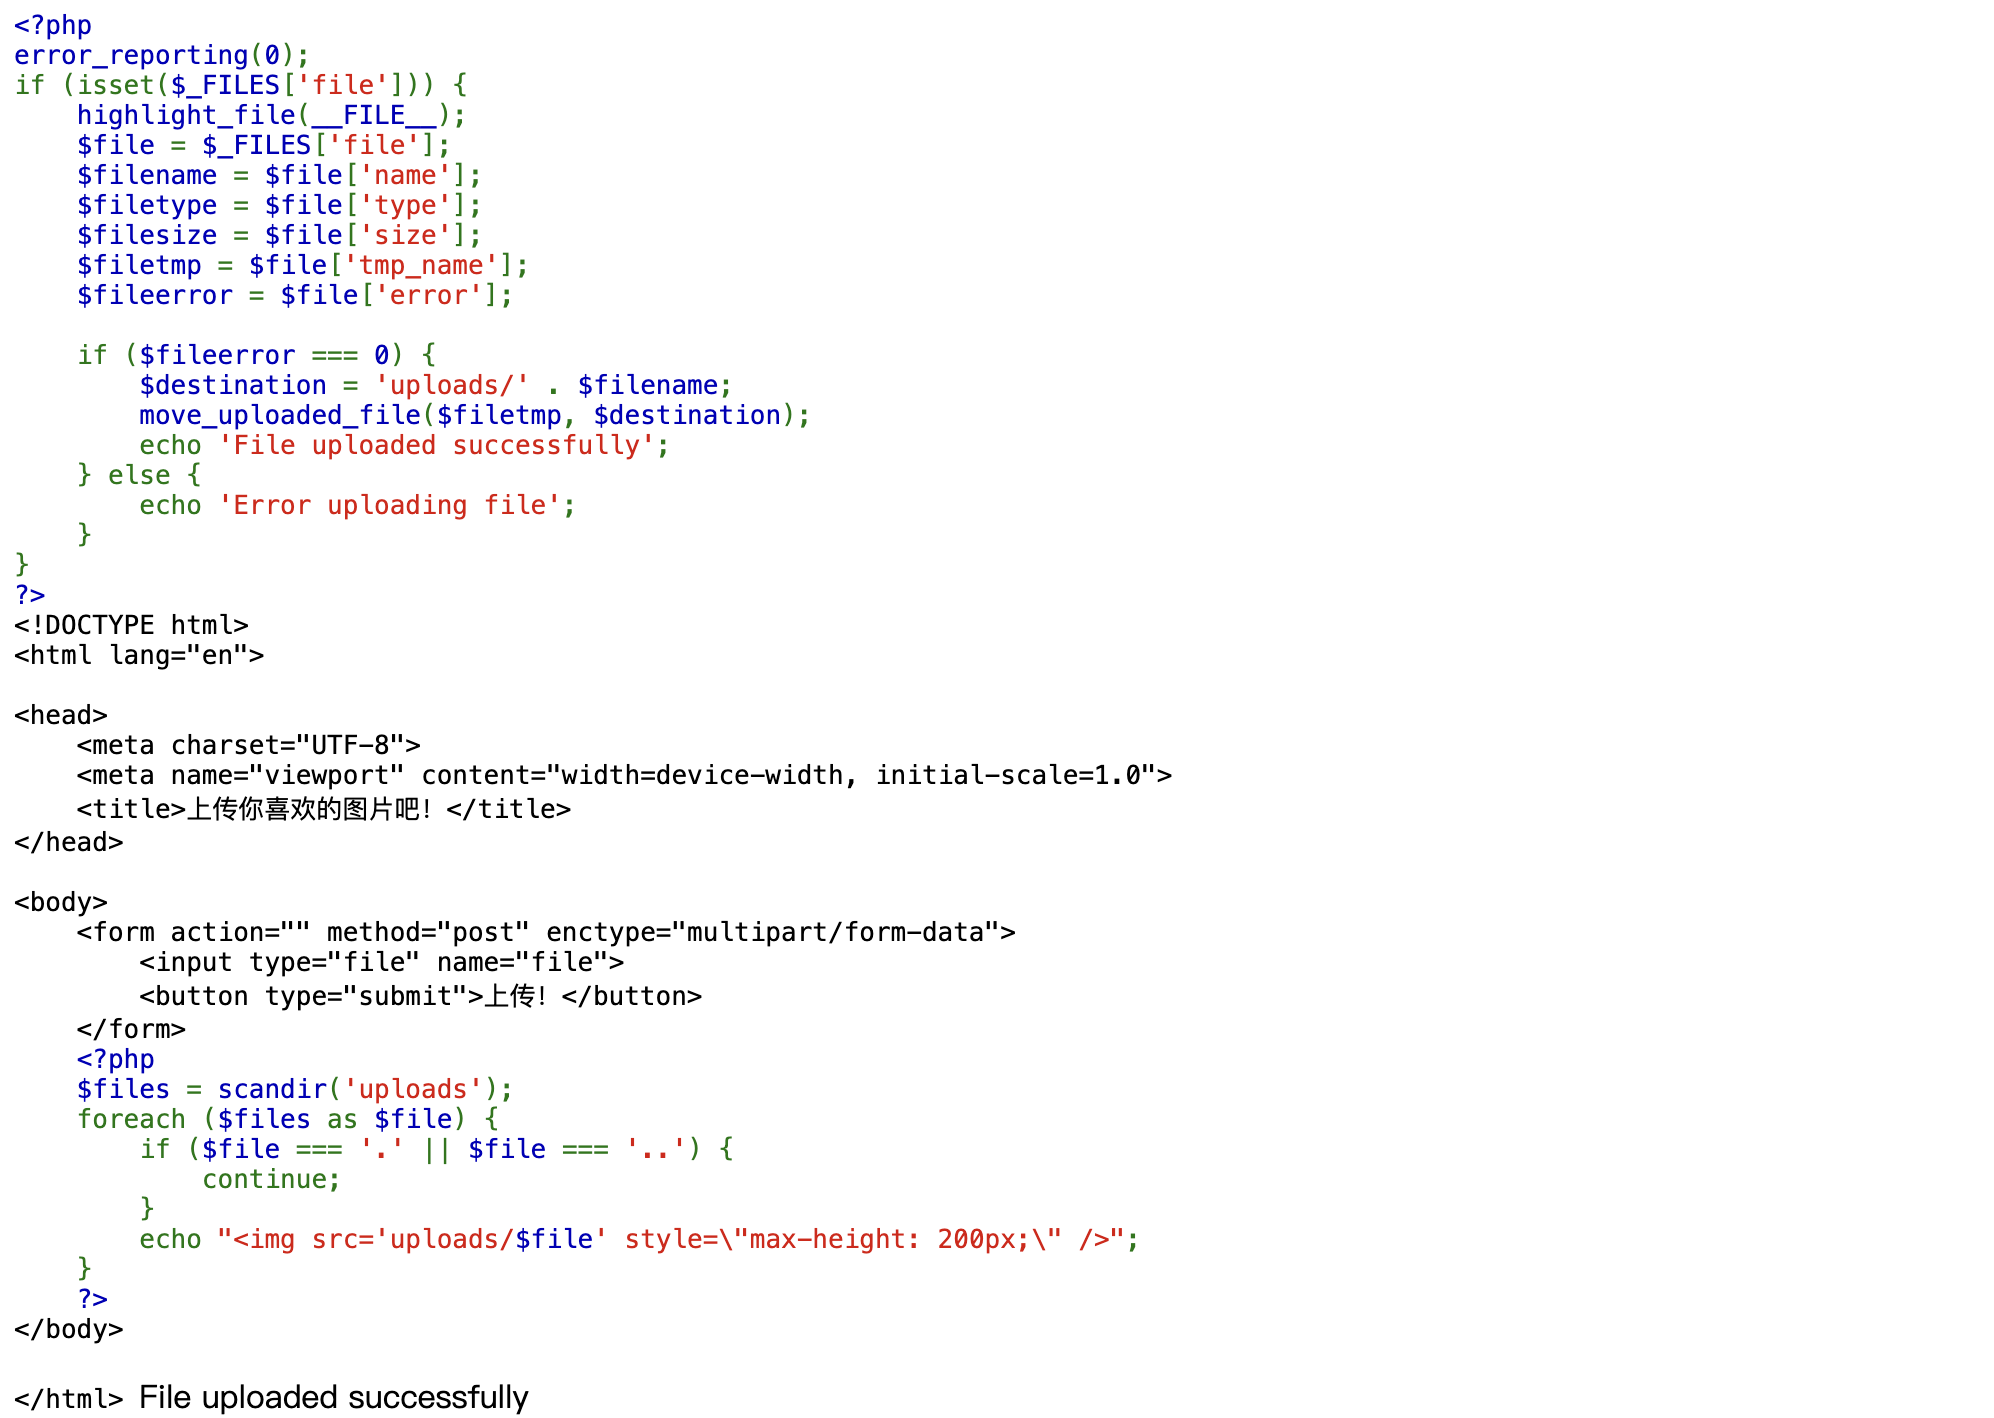 <?php
error_reporting(0);
if (isset($_FILES['file'])) {
    highlight_file(__FILE__);
    $file = $_FILES['file'];
    $filename = $file['name'];
    $filetype = $file['type'];
    $filesize = $file['size'];
    $filetmp = $file['tmp_name'];
    $fileerror = $file['error'];

    if ($fileerror === 0) {
        $destination = 'uploads/' . $filename;
        move_uploaded_file($filetmp, $destination);
        echo 'File uploaded successfully';
    } else {
        echo 'Error uploading file';
    }
}
?>
<!DOCTYPE html>
<html lang="en">

<head>
    <meta charset="UTF-8">
    <meta name="viewport" content="width=device-width, initial-scale=1.0">
    <title>上传你喜欢的图片吧！</title>
</head>

<body>
    <form action="" method="post" enctype="multipart/form-data">
        <input type="file" name="file">
        <button type="submit">上传！</button>
    </form>
    <?php
    $files = scandir('uploads');
    foreach ($files as $file) {
        if ($file === '.' || $file === '..') {
            continue;
        }
        echo "<img src='uploads/$file' style=\"max-height: 200px;\" />";
    }
    ?>
</body>

</html> File uploaded successfully